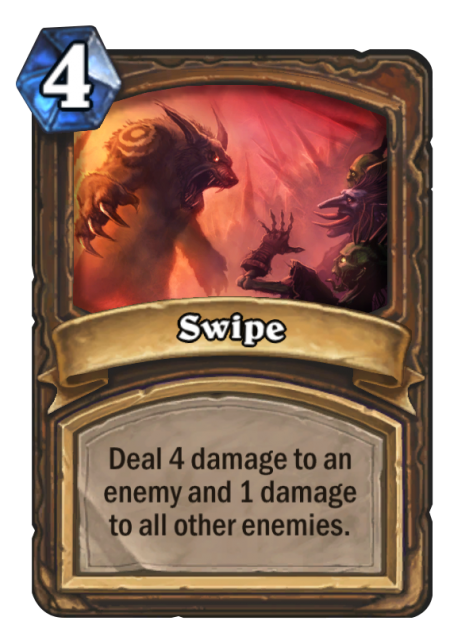 4
Swipe
Deal 4 damage to an
enemy and 1 damage
to all other enemies.